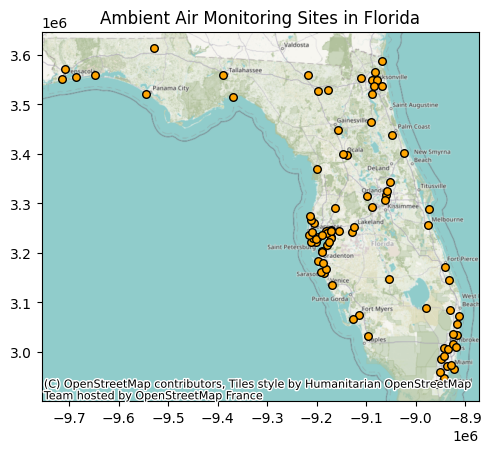 Ambient Air Monitoring Sites in Florida
1e6
3.6
3.5
3.4
3.3
3.2
3.1
3.0
Valdosta
Tallahassee
Panama City
Saint Augustine
Palm Coast
Gainesville
Ocala
New Smyrna
Beach
DeLand
Titusville
Orlando
Kissimmee
Melbourne
Lakeland
Florida
Saint Petersburg
Bradenton
Fort Pierce
Venice
Punta Gorda
Fort Myers
West
Beach
Miami
(C) OpenStreetMap contributors, Tiles style by Humanitarian OpenStreetMap
Team hosted by OpenStreetMap France
−9.7 −9.6 −9.5 −9.4 −9.3 −9.2 −9.1 −9.0 −8.9
1e6